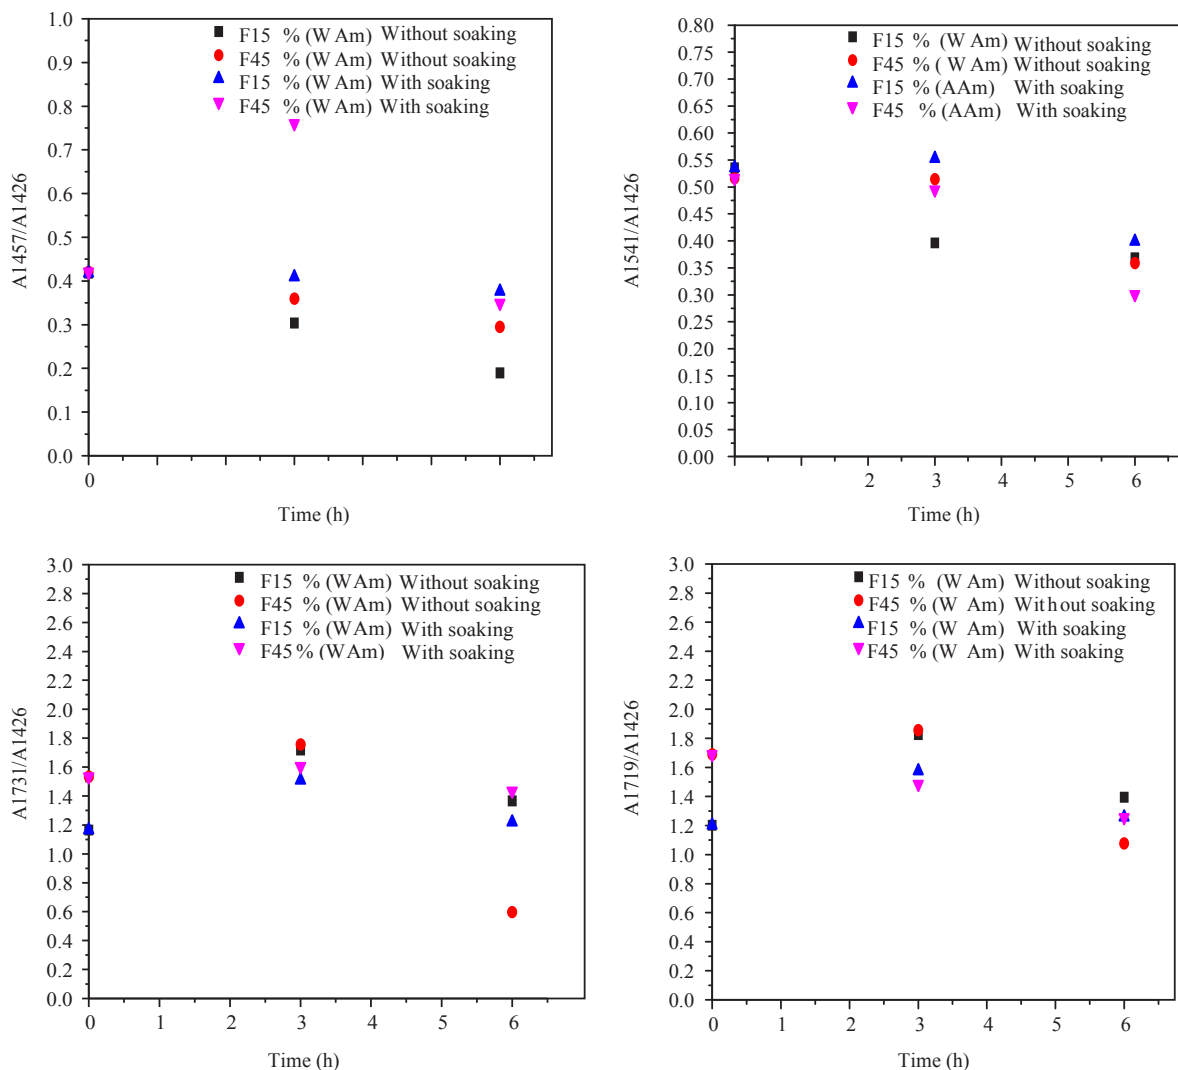 1.0
0.9
0.8
0.7
0.6
0.5
0.4
0.3
0.2
0.1
0.0
A1457/A1426
F15 % (W Am) Without soaking
F45 % (W Am) Without soaking
F15 % (W Am) With soaking
F45 % (W Am) With soaking
0
Time (h)
0.80
0.75
0.70
0.65
0.60
0.55
0.50
0.45
0.40
0.35
0.30
0.25
0.20
0.15
0.10
0.05
0.00
A1541/A1426
F15 % (W Am) Without soaking
F45 % ( W Am) Without soaking
F15 % (AAm) With soaking
F45 % (AAm) With soaking
2 3 4 5 6
Time (h)
3.0
2.8
2.6
2.4
2.2
2.0
1.8
1.6
1.4
1.2
1.0
0.8
0.6
0.4
0.2
0.0
A1731/A1426
F15 % (W Am) Without soaking
F45 % (W Am) Without soaking
F15 % (W Am) With soaking
F45 % (W Am) With soaking
0 1 2 3 4 5 6
Time (h)
3.0
2.8
2.6
2.4
2.2
2.0
1.8
1.6
1.4
1.2
1.0
0.8
0.6
0.4
0.2
0.0
A1719/A1426
F15 % (W Am) Without soaking
F45 % (W Am) Without soaking
F15 % (W Am) With soaking
F45 % (W Am) With soaking
0 1 2 3 4 5 6
Time (h)